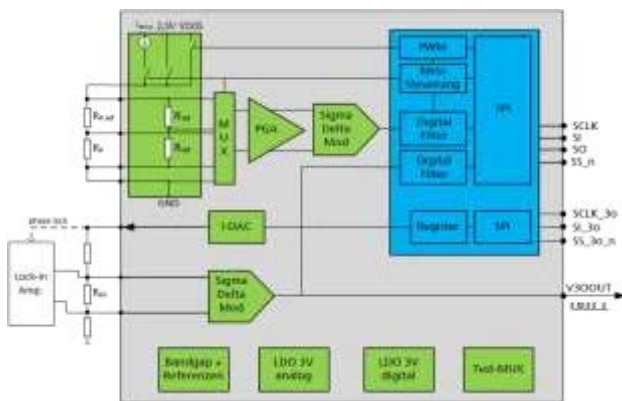 2,5V VDDS
PWM
SPI
MUX
PGA
Sigma
Delta
Mod
Digital
Filter
Digital
Filter
GND
SCLK
SI
SO
SS_n
phase lock
I-DAC
Register
SPI
SCLK_3o
SI_3o
SS_3o_n
Lock-in
Amp.
Sigma
Delta
Mod
V3OOUT
Bandgap +
Referenzen
LDO 3V
analog
LDO 3V
digital
Test-MUX